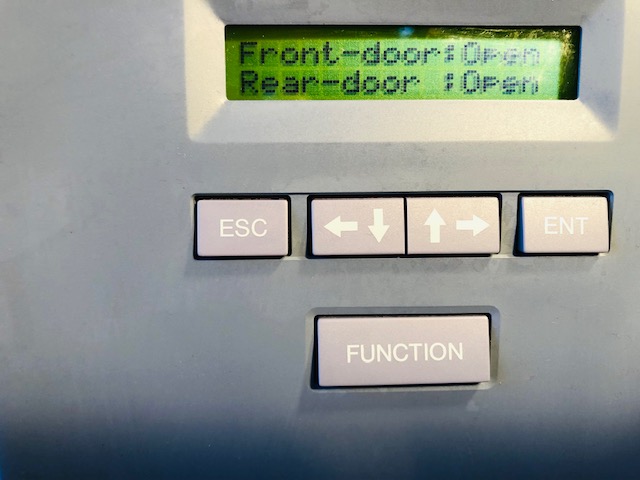 Front-door:Open
Rear-door :Open
ESC ENT
FUNCTION